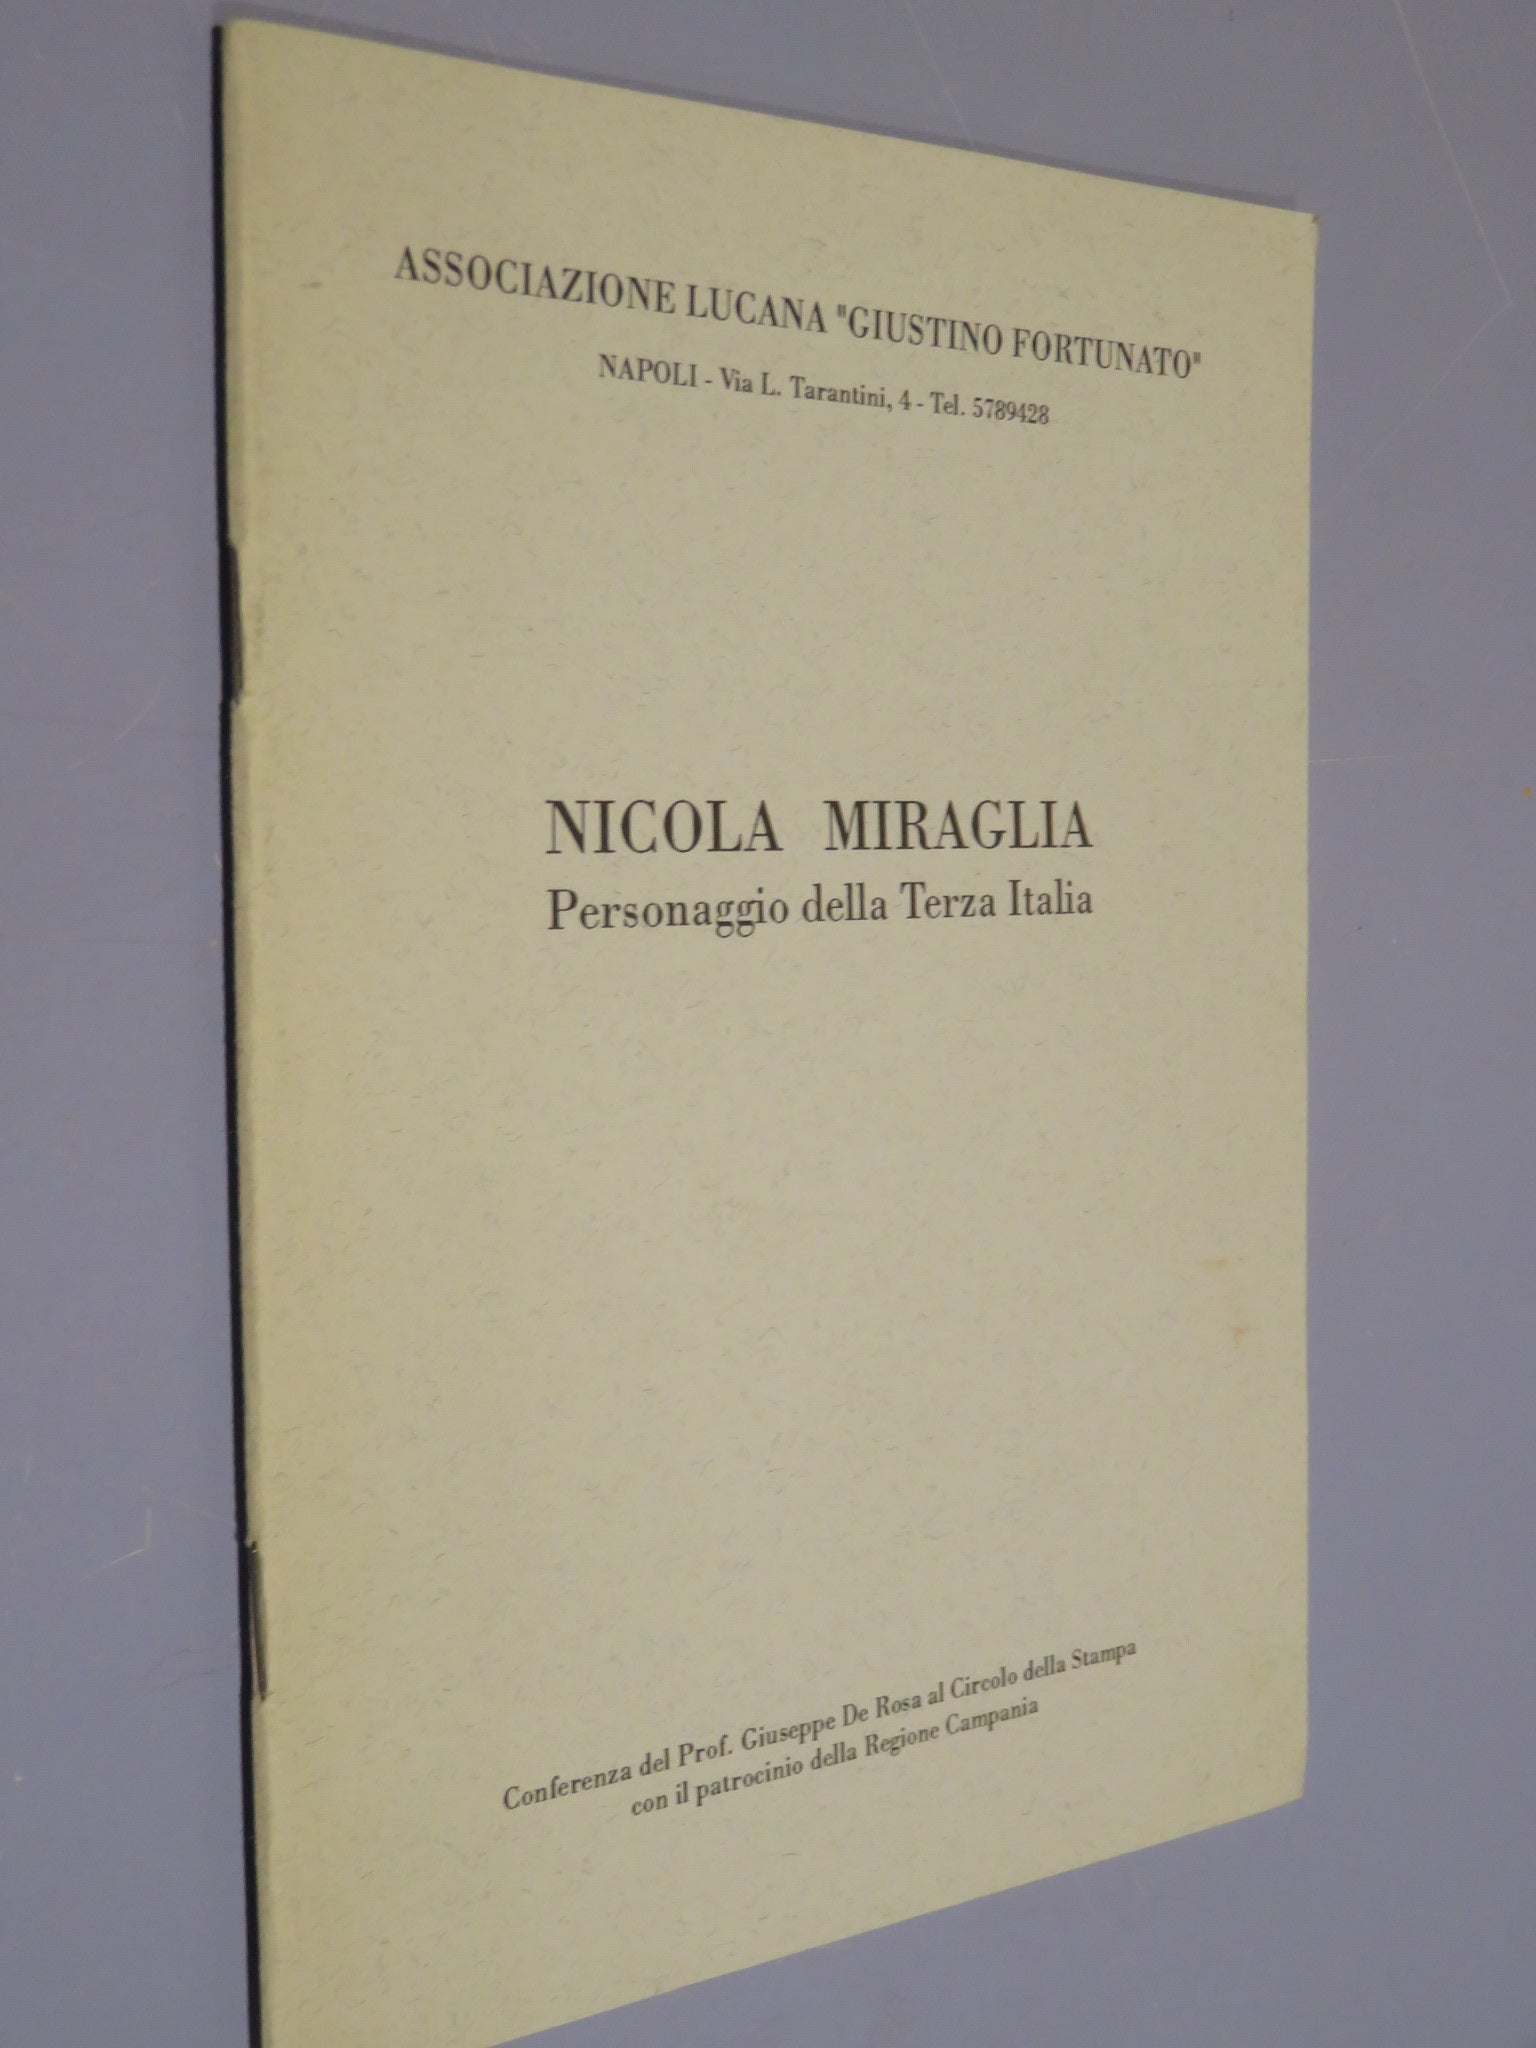 ASSOCIAZIONE LUCANA "GIUSTINO FORTUNATO"
NAPOLI - Via L. Tarantini, 4 - Tel. 5789428
NICOLA MIRAGLIA
Personaggio della Terza Italia
Conferenza del Prof. Giuseppe De Rosa al Circolo della Stampa
con il patrocinio della Regione Campania